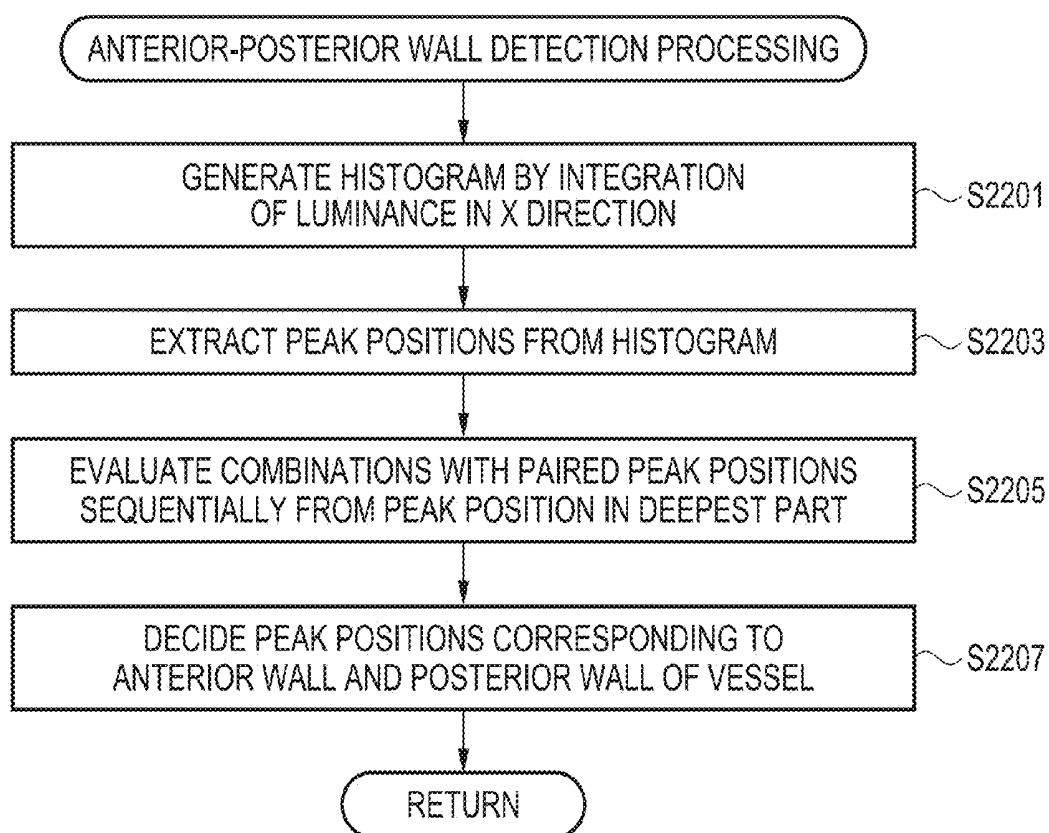 ANTERIOR-POSTERIOR WALL DETECTION PROCESSING
GENERATE HISTOGRAM BY INTEGRATION
OF LUMINANCE IN X DIRECTION
S2201
EXTRACT PEAK POSITIONS FROM HISTOGRAM
S2203
EVALUATE COMBINATIONS WITH PAIRED PEAK POSITIONS
SEQUENTIALLY FROM PEAK POSITION IN DEEPEST PART
S2205
DECIDE PEAK POSITIONS CORRESPONDING TO
ANTERIOR WALL AND POSTERIOR WALL OF VESSEL
S2207
RETURN